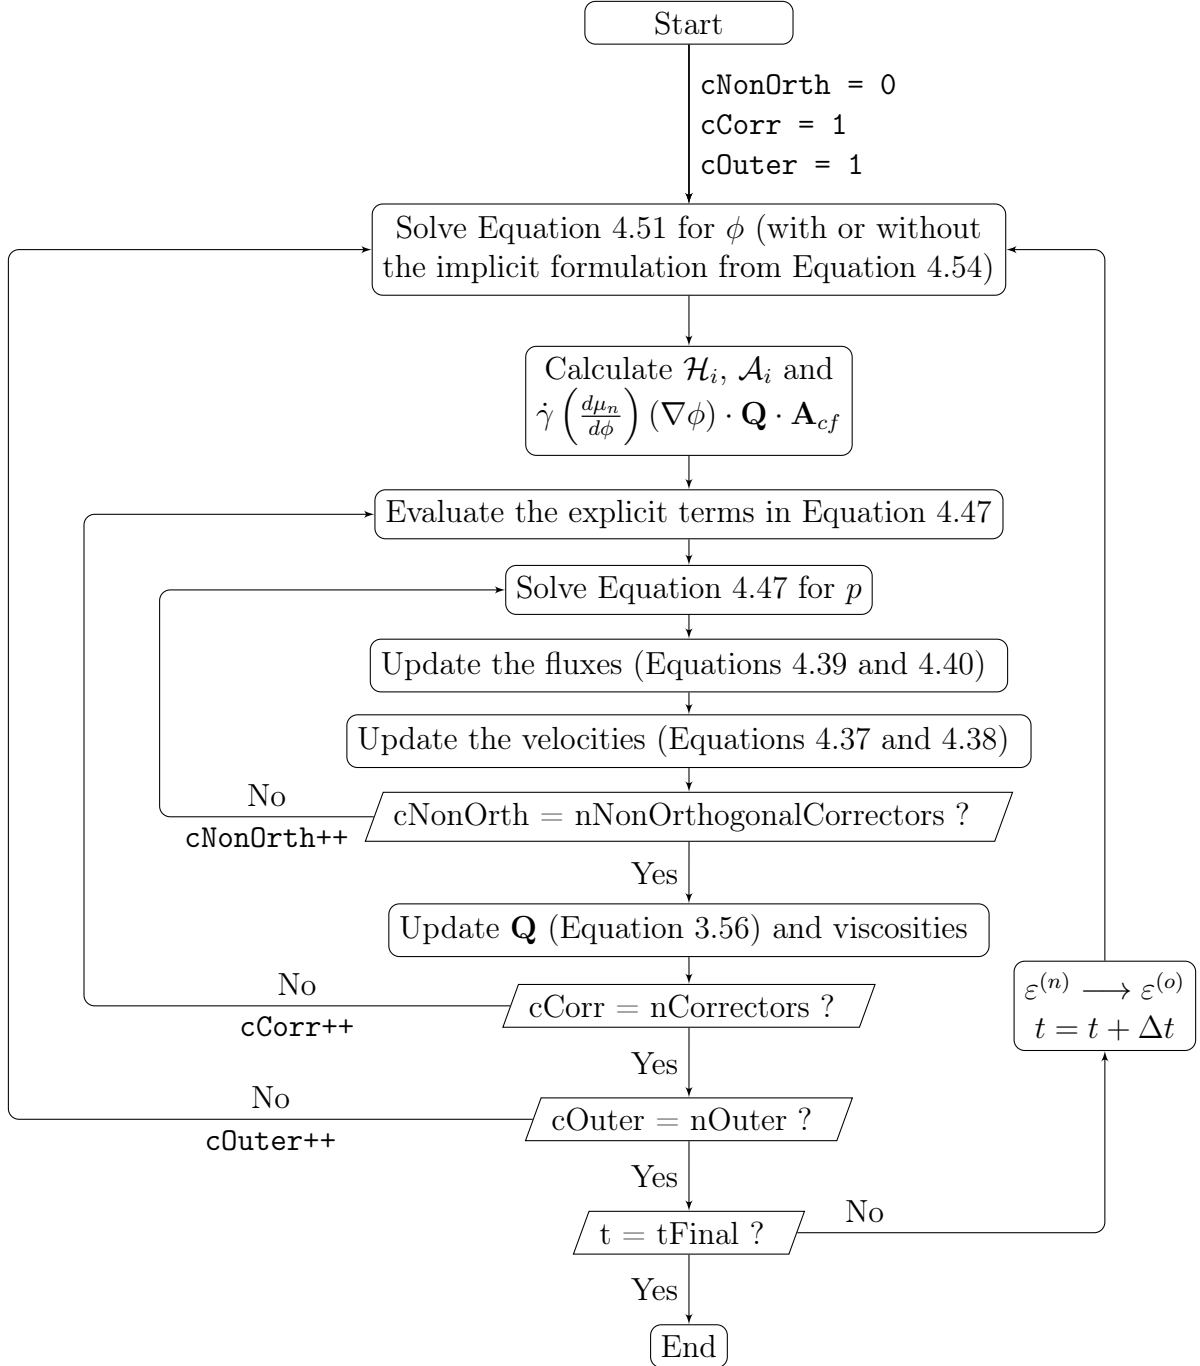 Start
cNonOrth = 0
cCorr = 1
cOuter = 1
Solve Equation 4.51 for ϕ (with or without
the implicit formulation from Equation 4.54)
Calculate ℋᵢ, 𝒜ᵢ and
γ̇ (dμₙ/dϕ) (∇ϕ) · Q · A_cf
Evaluate the explicit terms in Equation 4.47
Solve Equation 4.47 for p
Update the fluxes (Equations 4.39 and 4.40)
Update the velocities (Equations 4.37 and 4.38)
No
cNonOrth++
cNonOrth = nNonOrthogonalCorrectors ?
Yes
Update Q (Equation 3.56) and viscosities
No
cCorr++
cCorr = nCorrectors ?
ε⁽ⁿ⁾ ⟶ ε⁽ᵒ⁾
t = t + Δt
Yes
No
cOuter++
cOuter = nOuter ?
Yes
No
t = tFinal ?
Yes
End